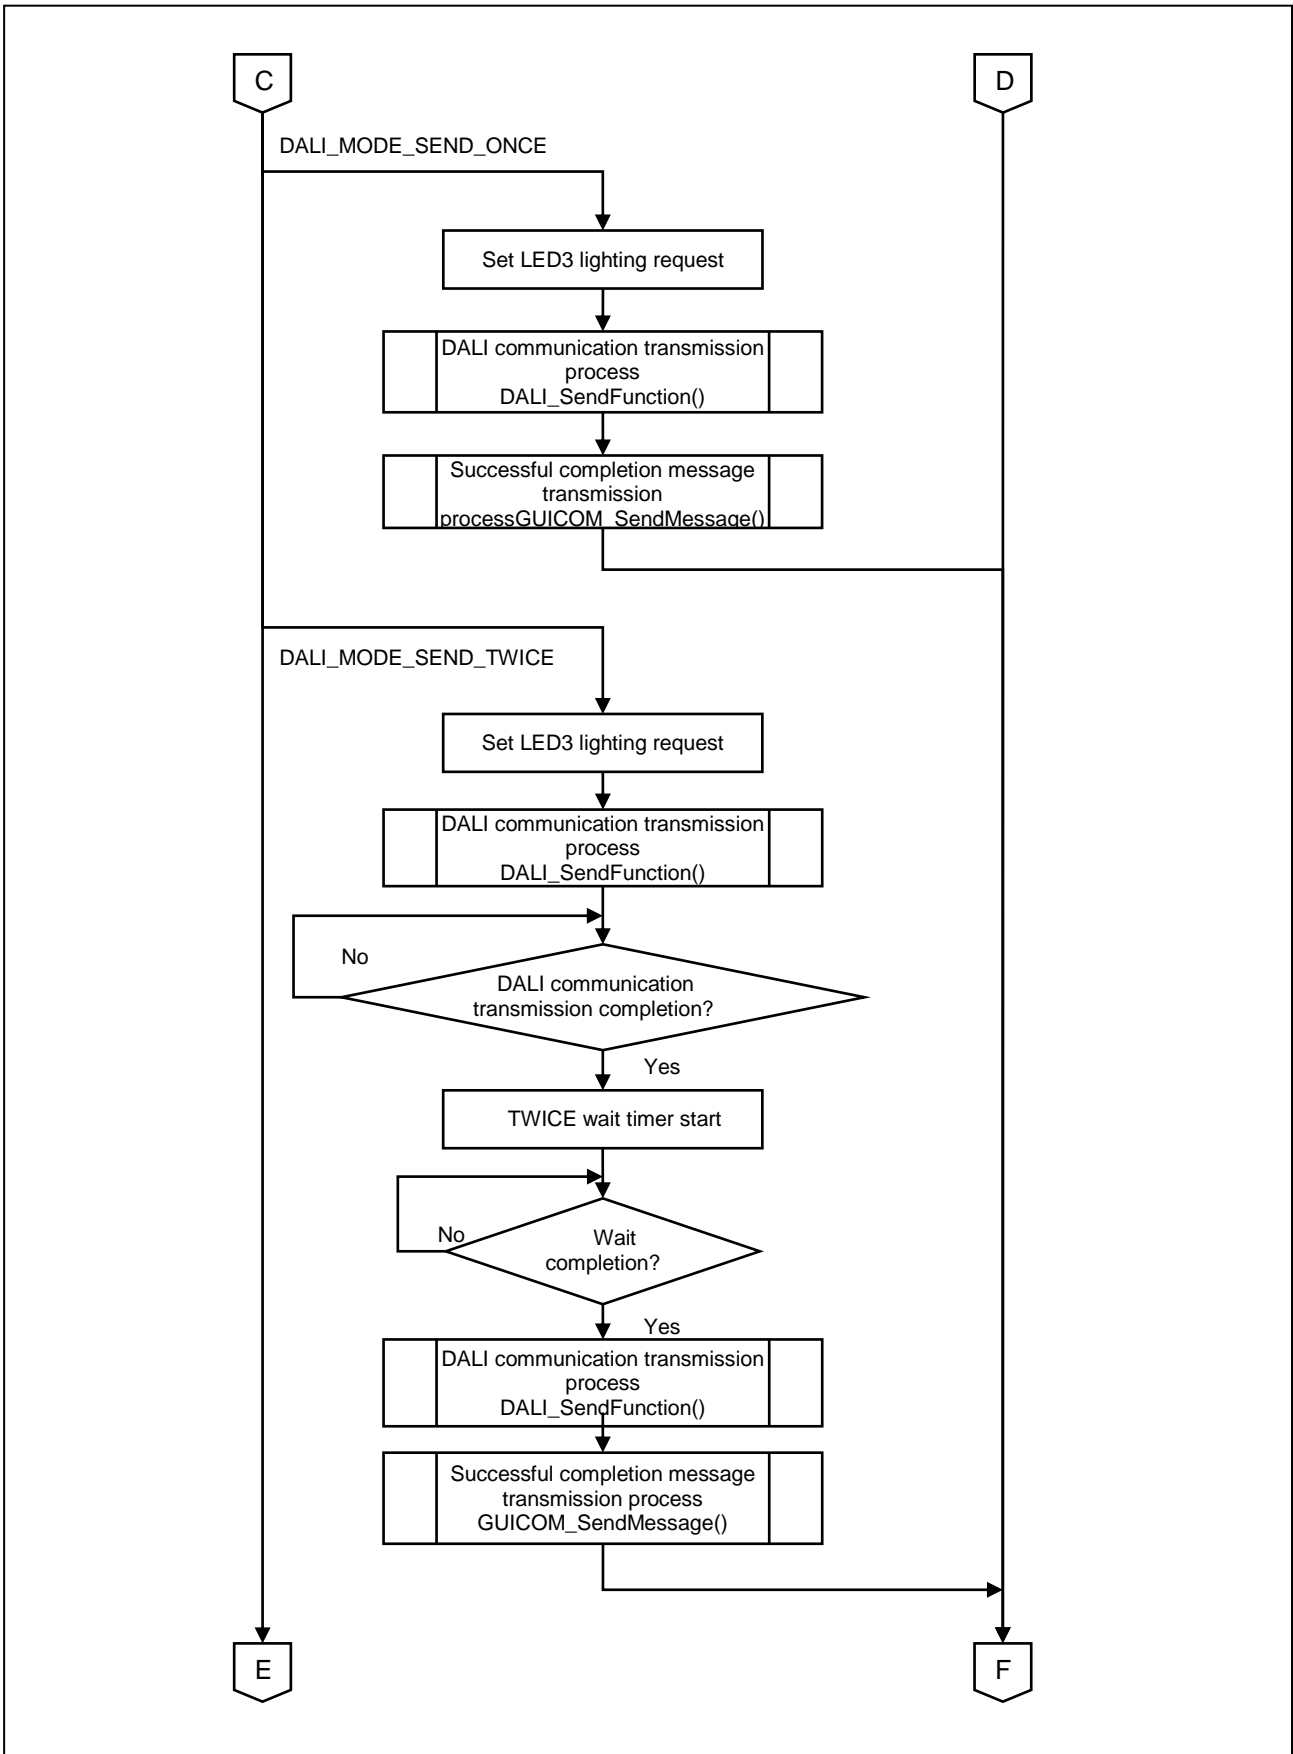 C
D
DALI_MODE_SEND_ONCE
Set LED3 lighting request
DALI communication transmission
process
DALI_SendFunction()
Successful completion message
transmission
processGUICOM_SendMessage()
DALI_MODE_SEND_TWICE
Set LED3 lighting request
DALI communication transmission
process
DALI_SendFunction()
No
DALI communication
transmission completion?
Yes
TWICE wait timer start
No
Wait
completion?
Yes
DALI communication transmission
process
DALI_SendFunction()
Successful completion message
transmission process
GUICOM_SendMessage()
E
F